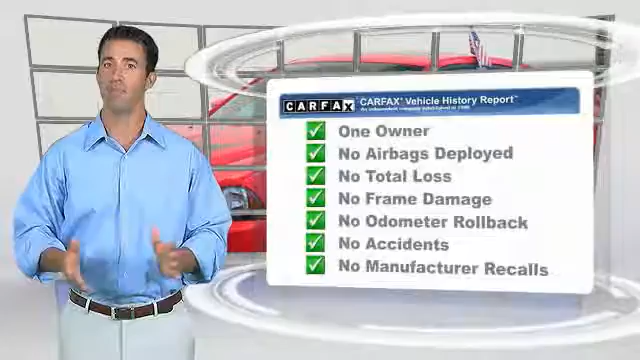 CARFAX CARFAX Vehicle History Report™
One Owner
No Airbags Deployed
No Total Loss
No Frame Damage
No Odometer Rollback
No Accidents
No Manufacturer Recalls